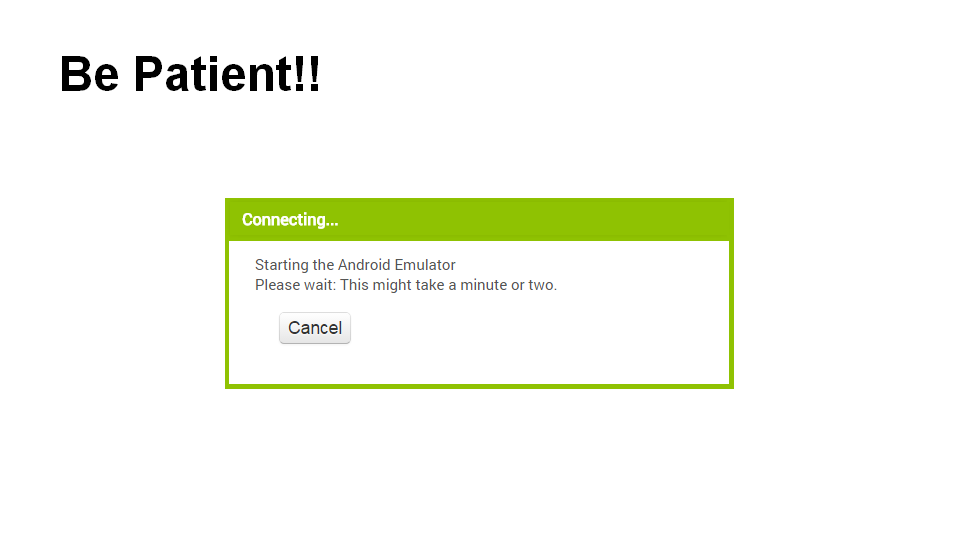 Be Patient!!
Connecting...
Starting the Android Emulator
Please wait: This might take a minute or two.
Cancel